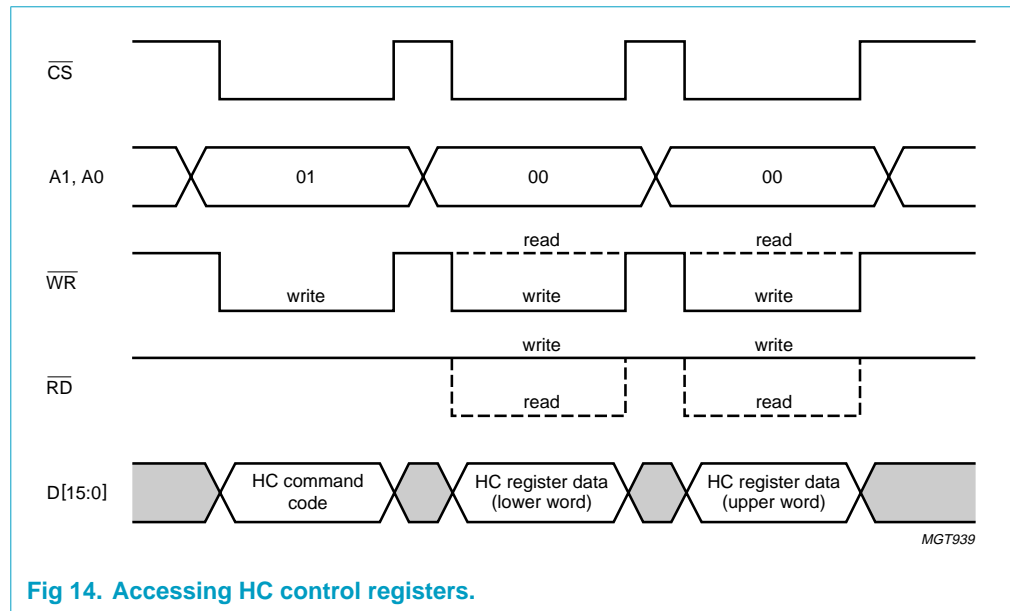 CS
A1, A0 01 00 00
read read
WR
write write write
write write
RD
read read
D[15:0] HC command code HC register data (lower word) HC register data (upper word)
MGT939
Fig 14. Accessing HC control registers.